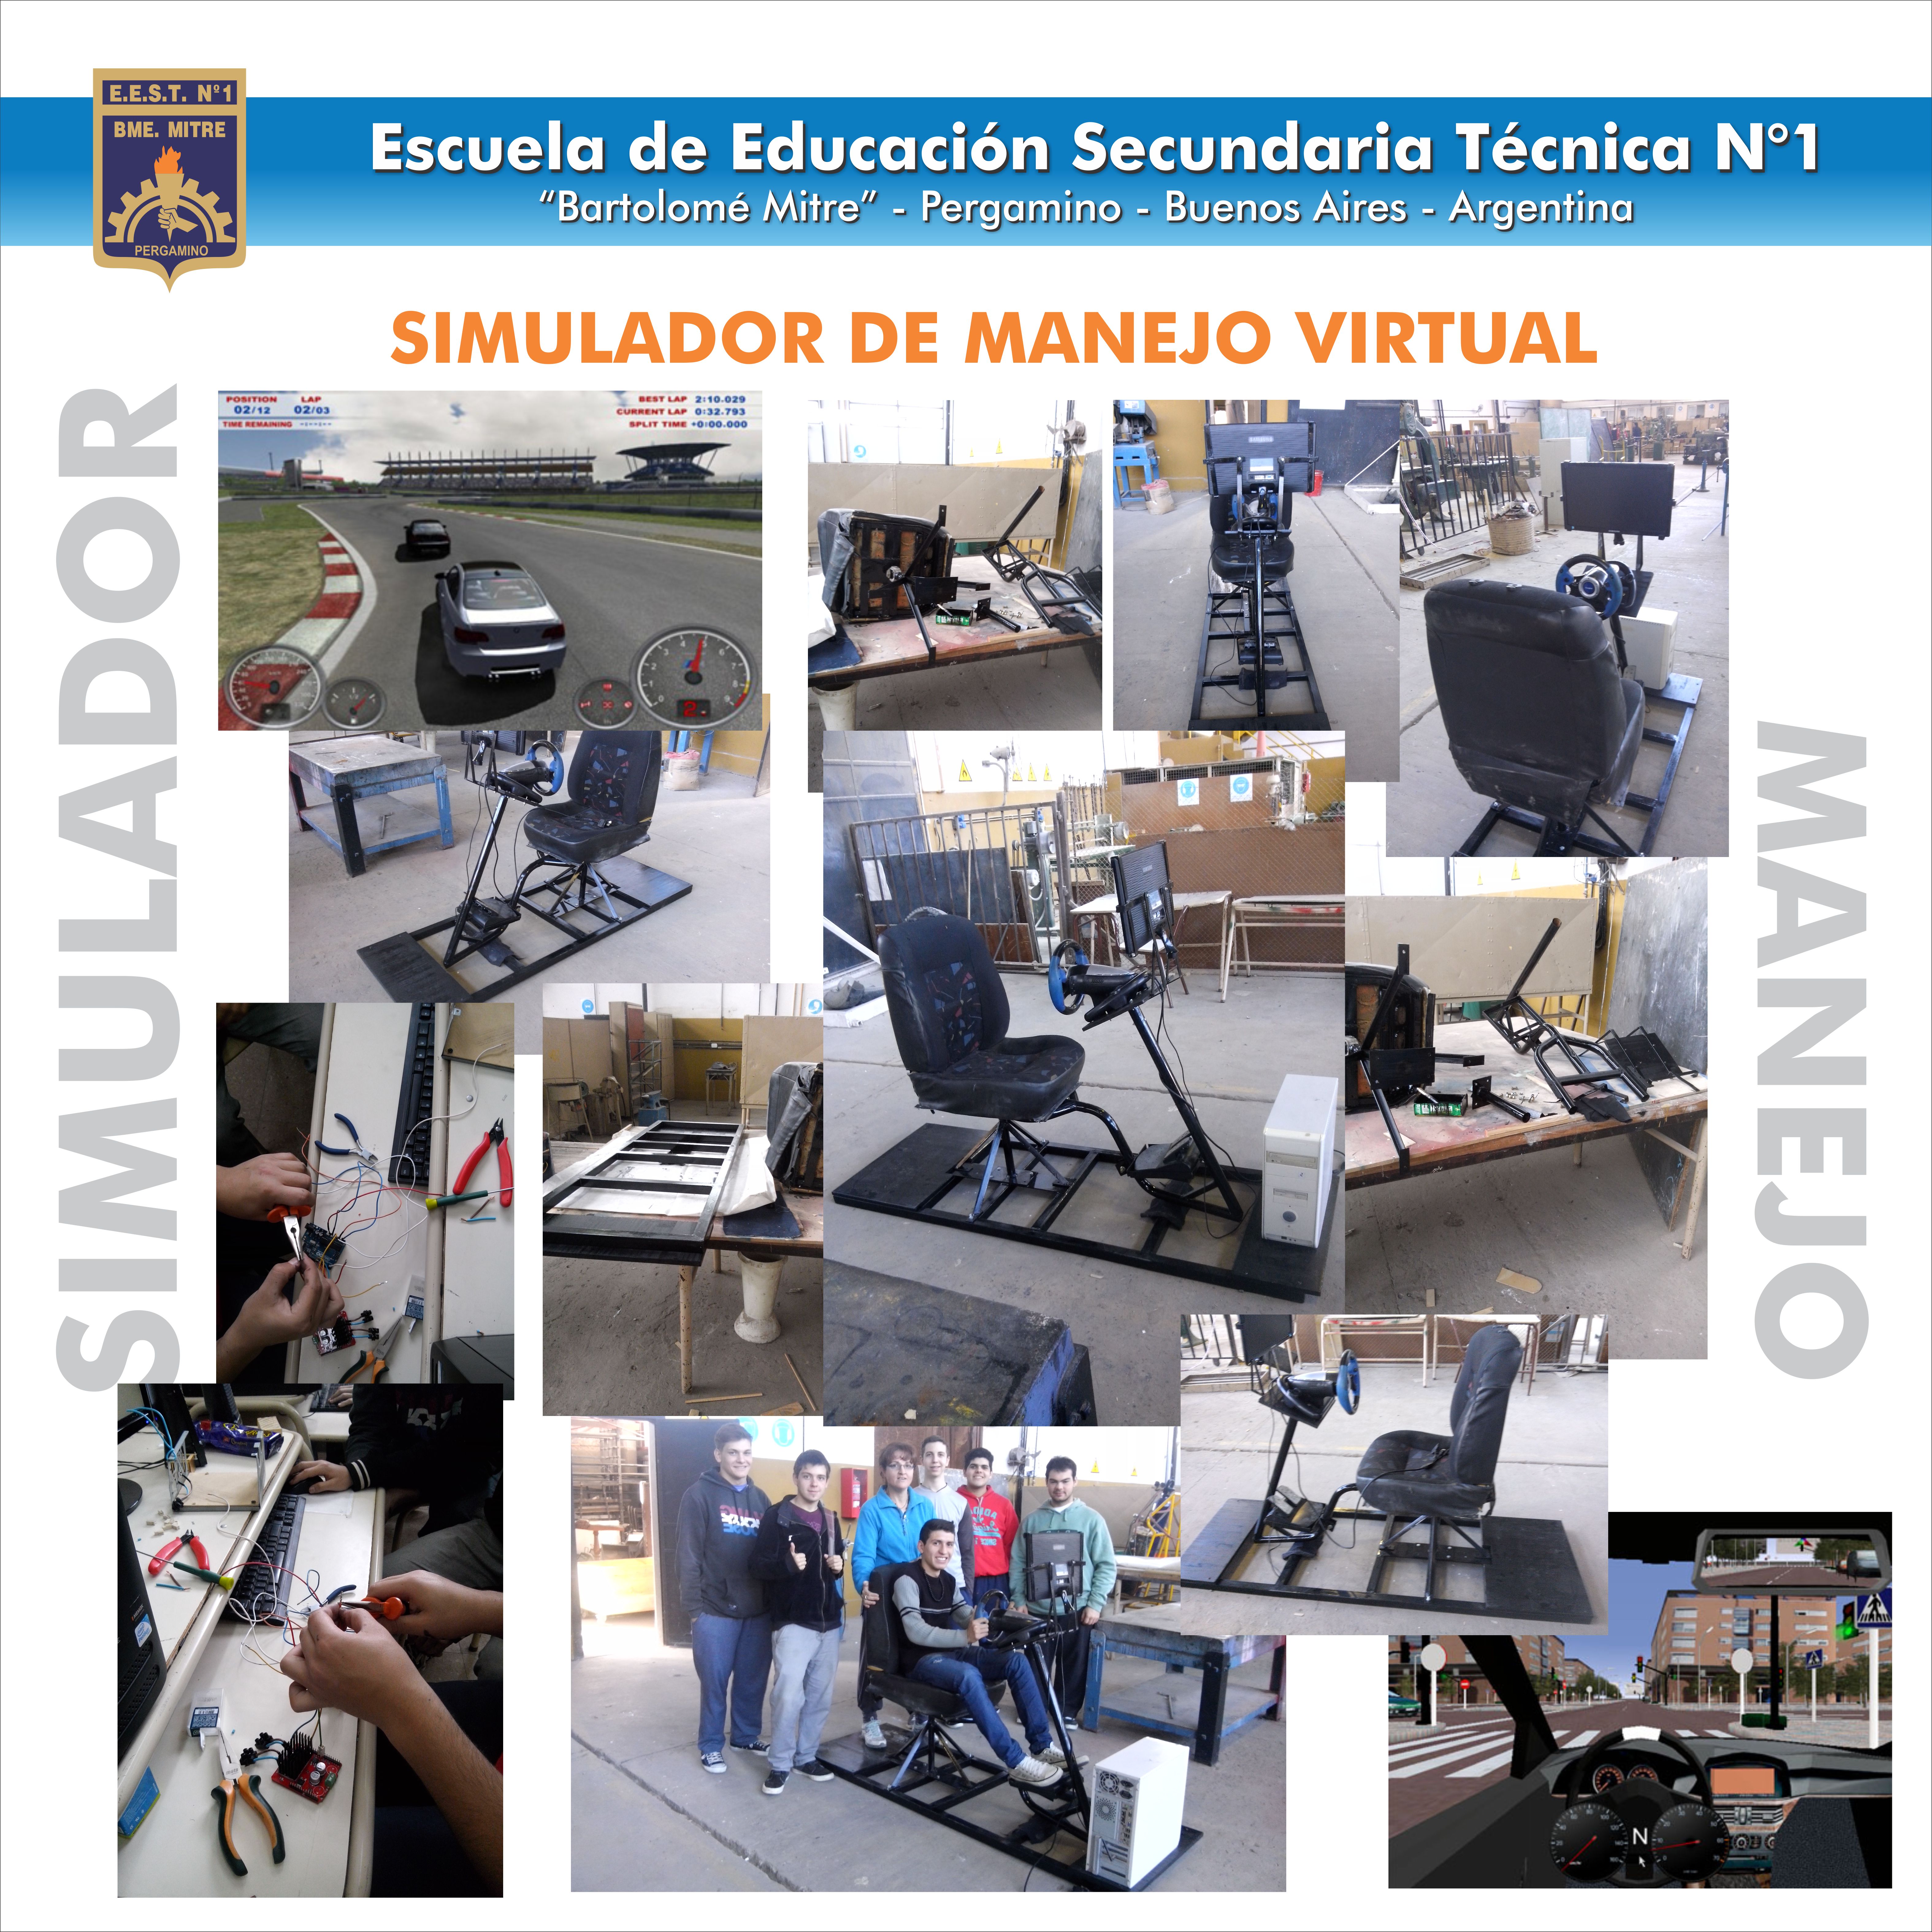 E.E.S.T. Nº1
BME. MITRE
PERGAMINO
Escuela de Educación Secundaria Técnica N°1
“Bartolomé Mitre” - Pergamino - Buenos Aires - Argentina
SIMULADOR DE MANEJO VIRTUAL
SIMULADOR
MANEJO
POSITION LAP
02/12 02/03
TIME REMAINING --:--:--
BEST LAP 2:10.029
CURRENT LAP 0:32.793
SPLIT TIME +0:00.000
N